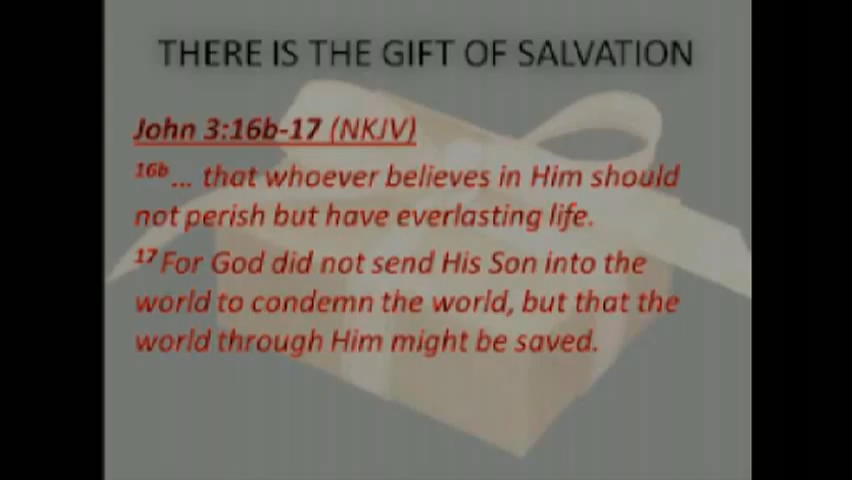 THERE IS THE GIFT OF SALVATION
John 3:16b-17 (NKJV)
16b... that whoever believes in Him should
not perish but have everlasting life.
17 For God did not send His Son into the
world to condemn the world, but that the
world through Him might be saved.